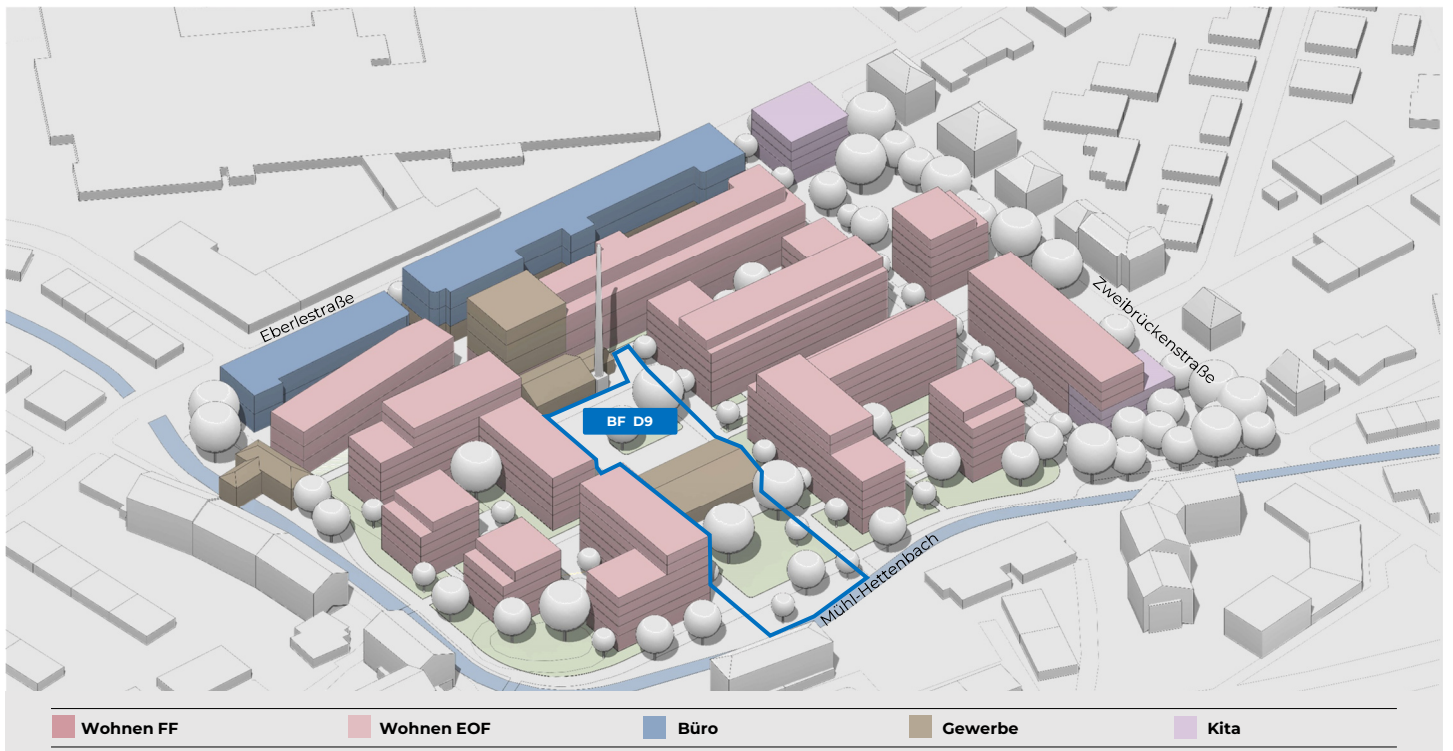 Eberlestraße
Zweibrückenstraße
BF D9
Mühl-Hettenbach
Wohnen FF
Wohnen EOF
Büro
Gewerbe
Kita